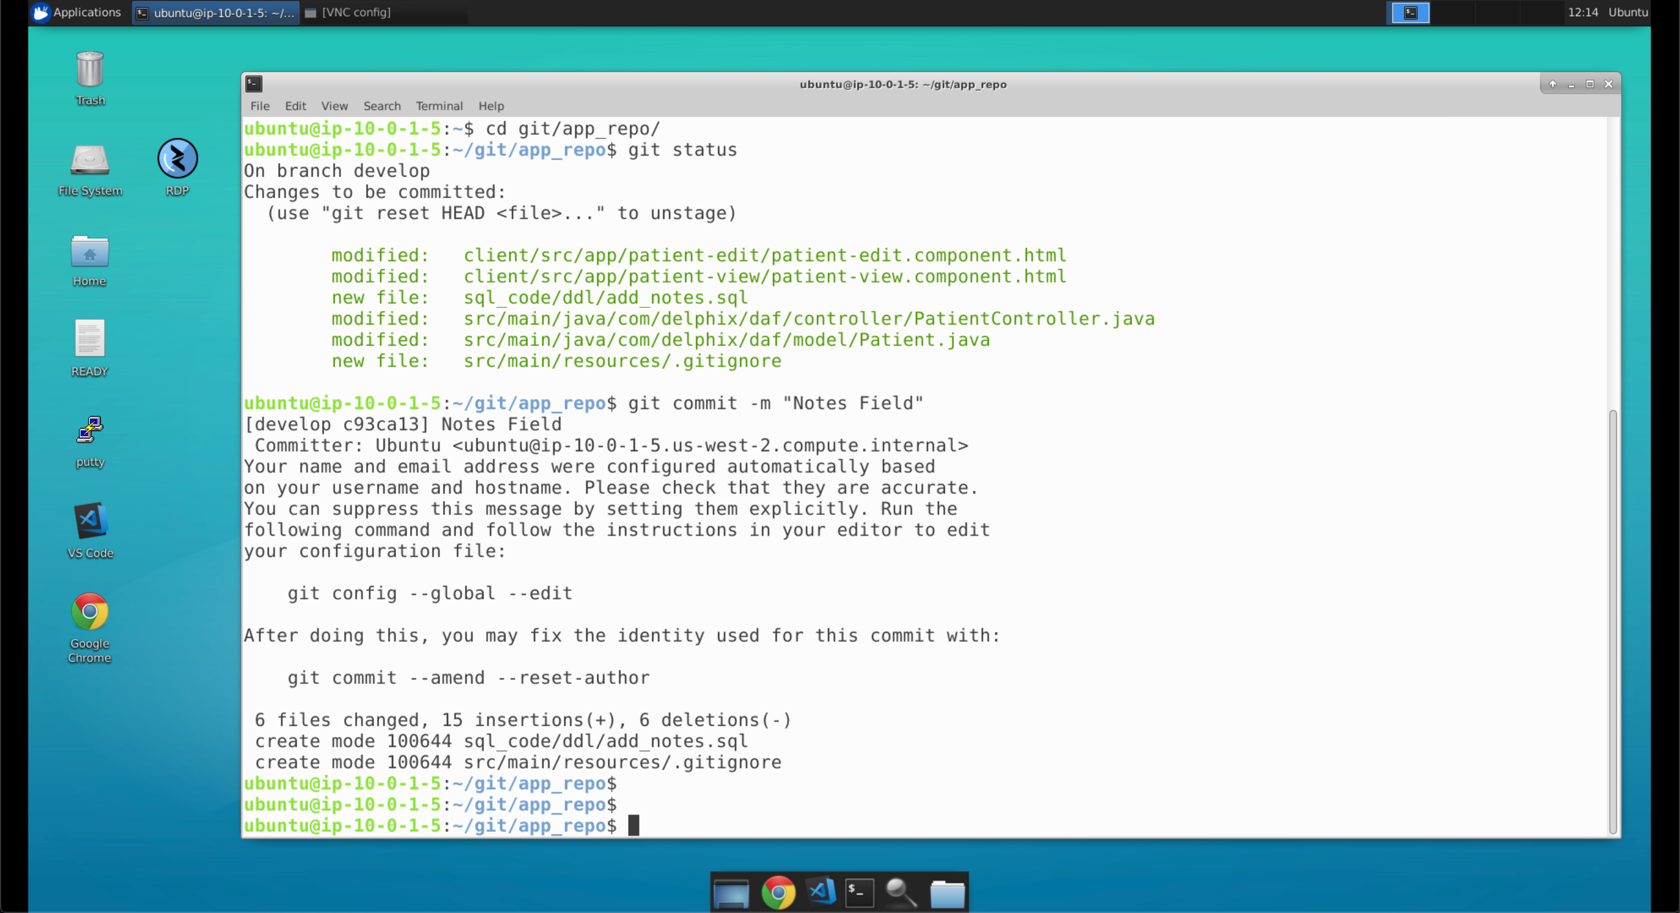 Applications
ubuntu@ip-10-0-1-5: ~/...
[VNC config]
12:14
Ubuntu
Trash
File System
RDP
Home
READY
putty
VS Code
Google
Chrome
ubuntu@ip-10-0-1-5: ~/git/app_repo
File Edit View Search Terminal Help
ubuntu@ip-10-0-1-5:~$ cd git/app_repo/
ubuntu@ip-10-0-1-5:~/git/app_repo$ git status
On branch develop
Changes to be committed:
  (use "git reset HEAD <file>..." to unstage)
        modified:   client/src/app/patient-edit/patient-edit.component.html
        modified:   client/src/app/patient-view/patient-view.component.html
        new file:   sql_code/ddl/add_notes.sql
        modified:   src/main/java/com/delphix/daf/controller/PatientController.java
        modified:   src/main/java/com/delphix/daf/model/Patient.java
        new file:   src/main/resources/.gitignore
ubuntu@ip-10-0-1-5:~/git/app_repo$ git commit -m "Notes Field"
[develop c93ca13] Notes Field
 Committer: Ubuntu <ubuntu@ip-10-0-1-5.us-west-2.compute.internal>
Your name and email address were configured automatically based
on your username and hostname. Please check that they are accurate.
You can suppress this message by setting them explicitly. Run the
following command and follow the instructions in your editor to edit
your configuration file:
    git config --global --edit
After doing this, you may fix the identity used for this commit with:
    git commit --amend --reset-author
 6 files changed, 15 insertions(+), 6 deletions(-)
 create mode 100644 sql_code/ddl/add_notes.sql
 create mode 100644 src/main/resources/.gitignore
ubuntu@ip-10-0-1-5:~/git/app_repo$
ubuntu@ip-10-0-1-5:~/git/app_repo$
ubuntu@ip-10-0-1-5:~/git/app_repo$